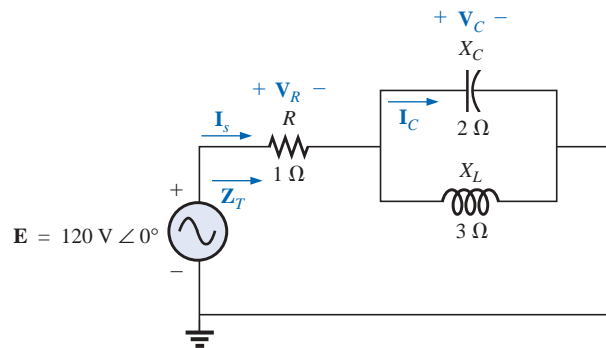 + V_C −
X_C
+ V_R −
I_s
R
I_C
2 Ω
1 Ω
X_L
Z_T
+
E = 120 V ∠ 0°
3 Ω
−